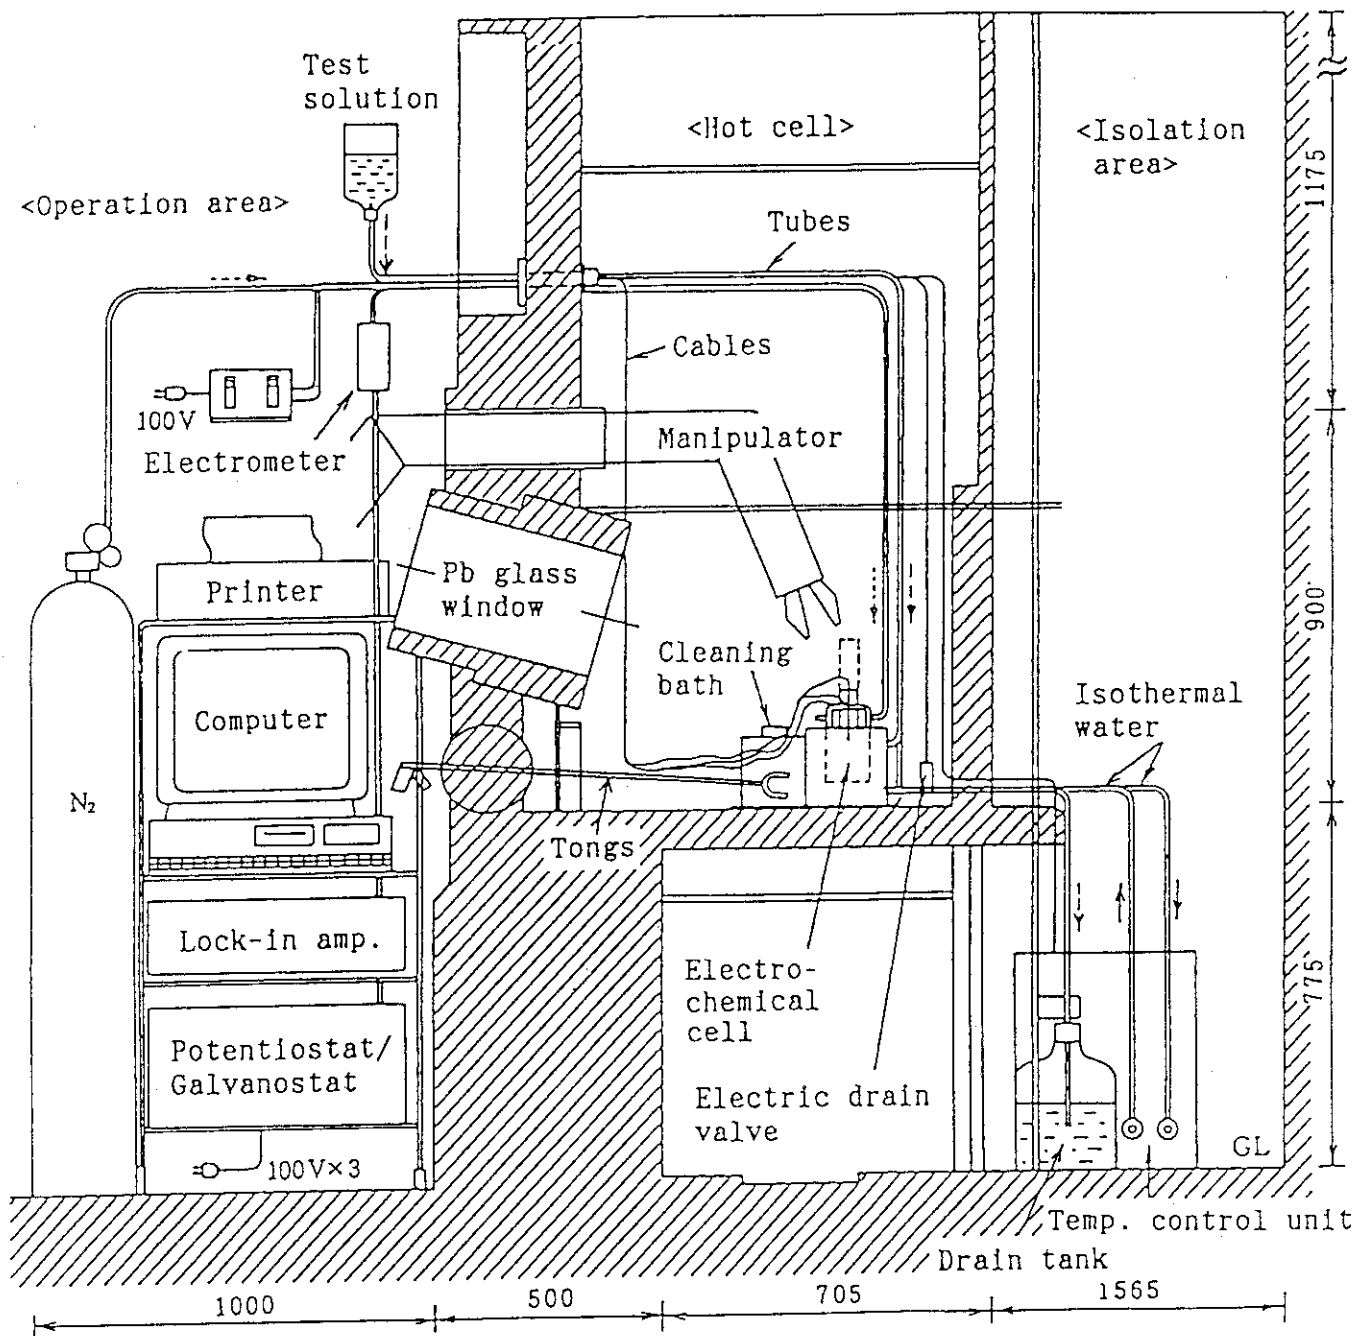 Test
solution
<Hot cell>
<Isolation
area>
<Operation area>
1175
Tubes
Cables
100V
Electrometer
Manipulator
Printer
Pb glass
window
900
Cleaning
bath
Isothermal
water
Computer
N₂
Tongs
Lock-in amp.
Electro-
chemical
cell
775
Potentiostat/
Galvanostat
Electric drain
valve
100V×3
GL
Temp. control unit
Drain tank
1000
500
705
1565